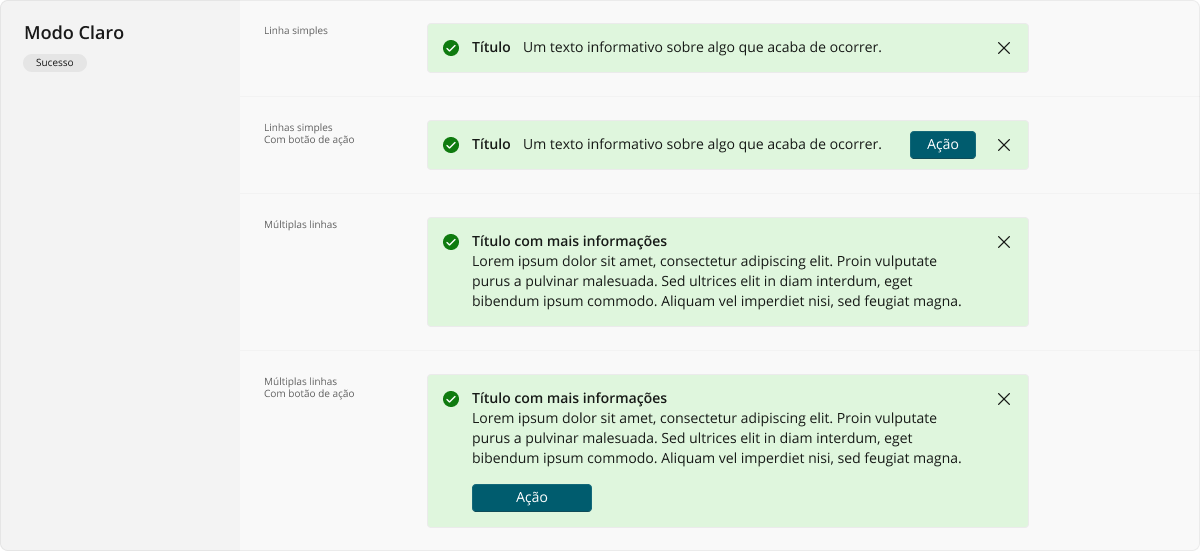 Modo Claro
Sucesso
Linha simples
Título Um texto informativo sobre algo que acaba de ocorrer.
Linhas simples
Com botão de ação
Título Um texto informativo sobre algo que acaba de ocorrer.
Ação
Múltiplas linhas
Título com mais informações
Lorem ipsum dolor sit amet, consectetur adipiscing elit. Proin vulputate
purus a pulvinar malesuada. Sed ultrices elit in diam interdum, eget
bibendum ipsum commodo. Aliquam vel imperdiet nisi, sed feugiat magna.
Múltiplas linhas
Com botão de ação
Título com mais informações
Lorem ipsum dolor sit amet, consectetur adipiscing elit. Proin vulputate
purus a pulvinar malesuada. Sed ultrices elit in diam interdum, eget
bibendum ipsum commodo. Aliquam vel imperdiet nisi, sed feugiat magna.
Ação